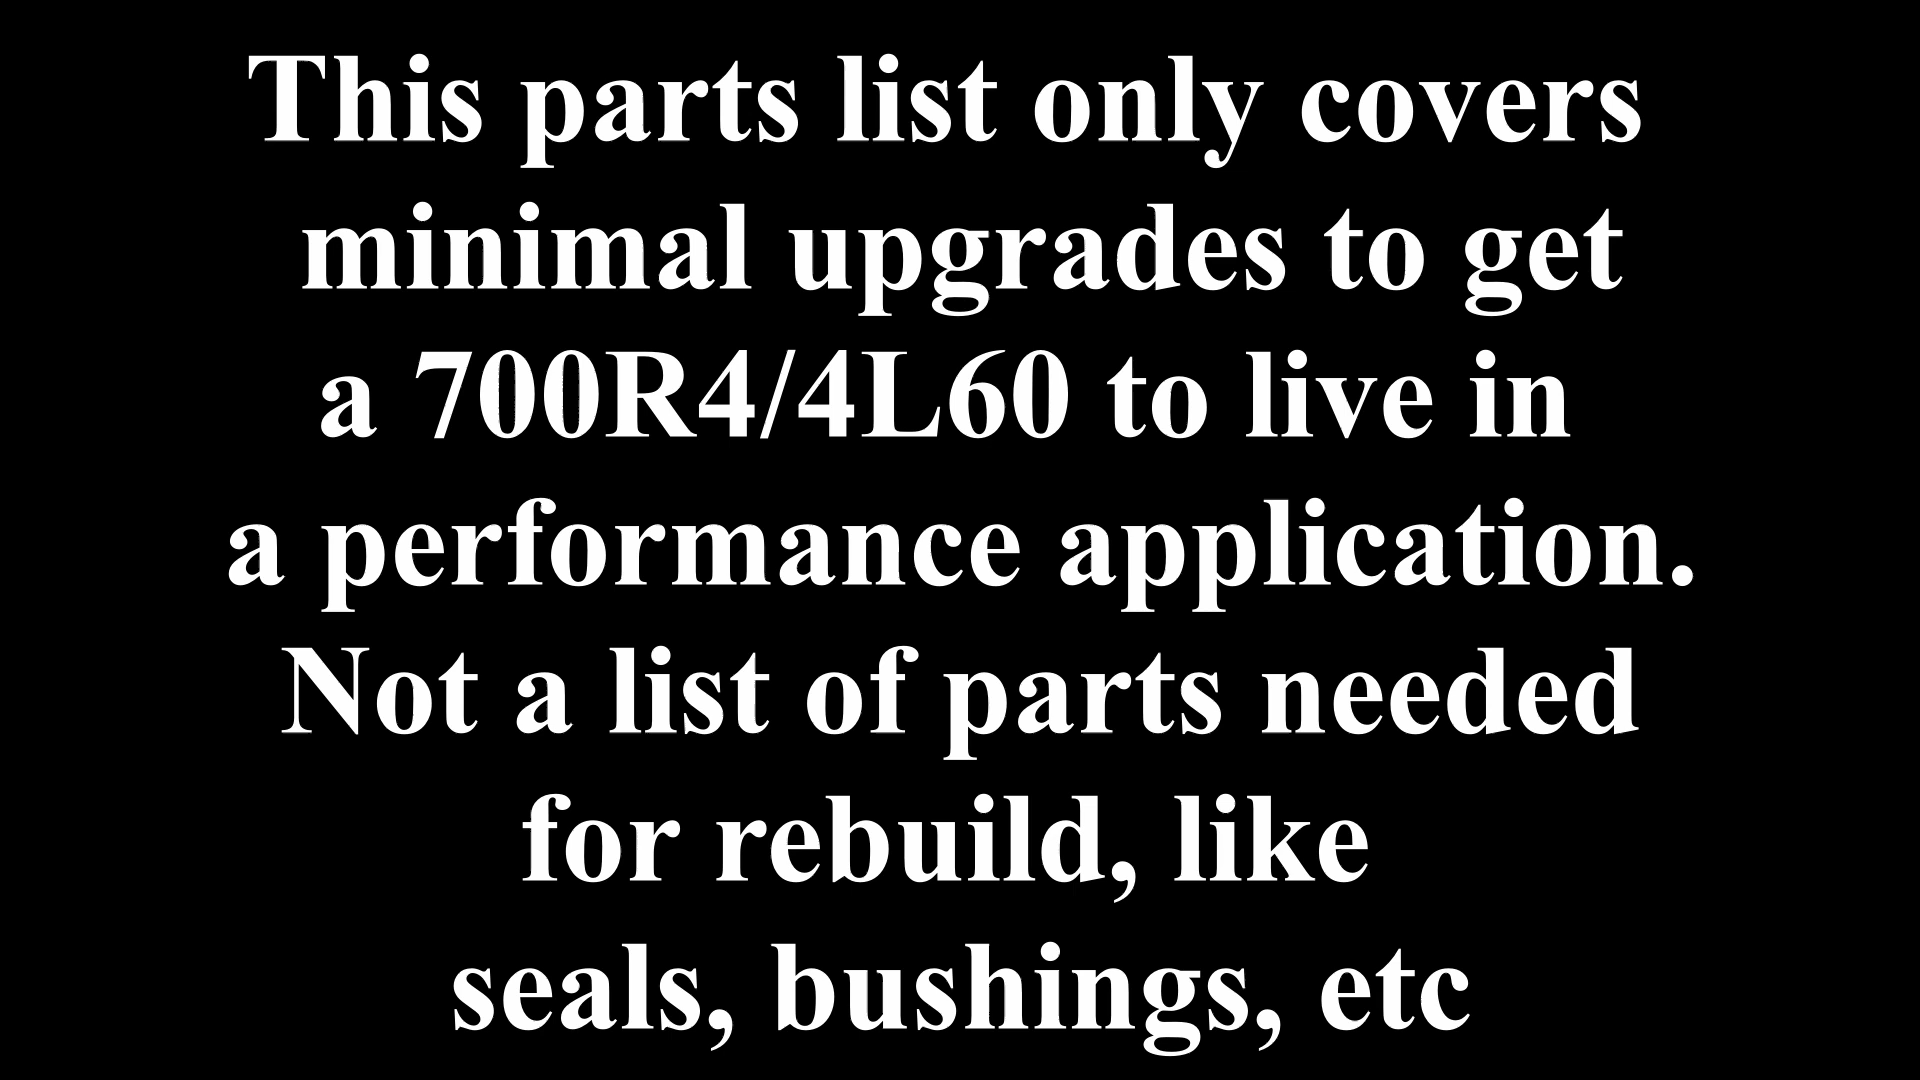 This parts list only covers
minimal upgrades to get
a 700R4/4L60 to live in
a performance application.
Not a list of parts needed
for rebuild, like
seals, bushings, etc